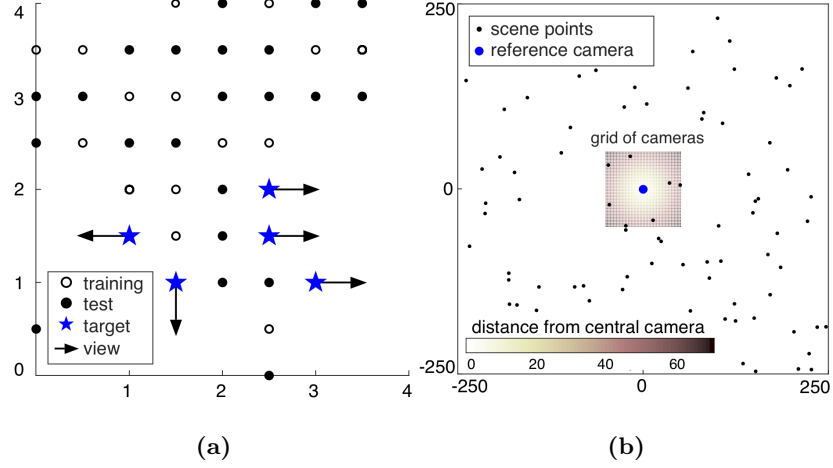 4
3
2
1
0
1
2
3
4
training
test
target
view
(a)
250
0
-250
-250
0
250
scene points
reference camera
grid of cameras
distance from central camera
0 20 40 60
(b)